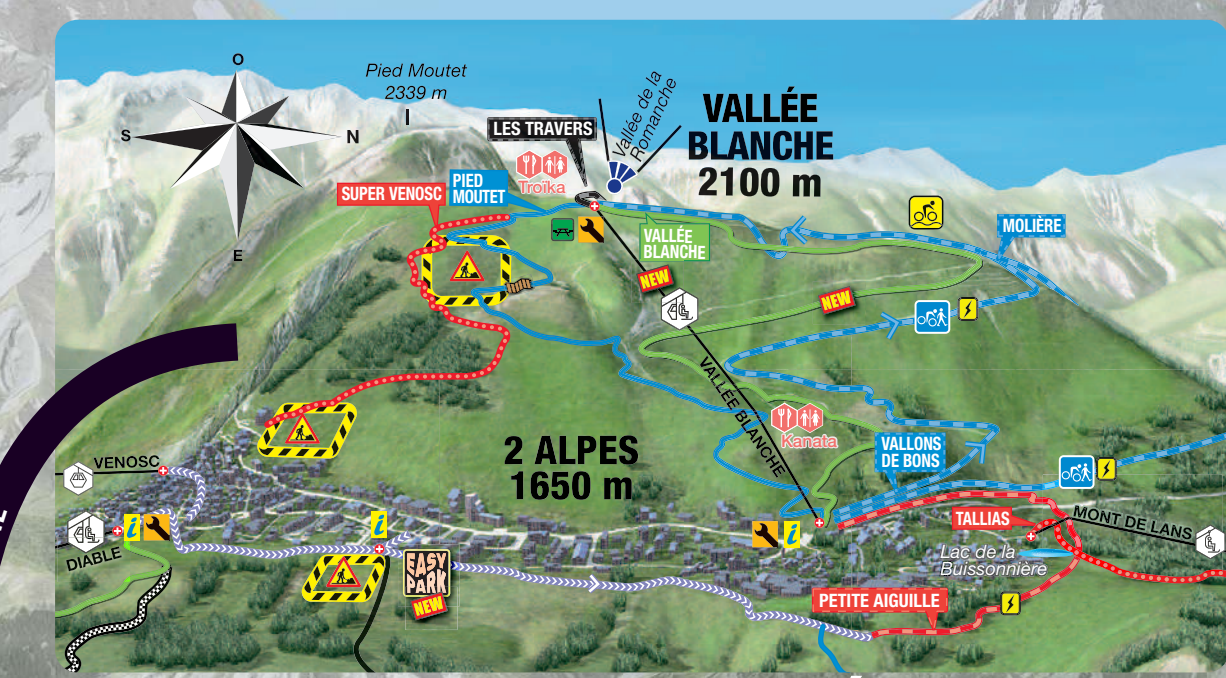 O
S
N
E
Pied Moutet
2339 m
LES TRAVERS
Vallée de la
Romanche
VALLÉE
BLANCHE
2100 m
Troïka
SUPER VENOSC
PIED
MOUTET
VALLÉE
BLANCHE
MOLIÈRE
NEW
NEW
VALLÉE BLANCHE
Kanata
VALLONS
DE BONS
2 ALPES
1650 m
VENOSC
DIABLE
i
i
i
EASY
PARK
NEW
TALLIAS
MONT DE LANS
Lac de la
Buissonnière
PETITE AIGUILLE